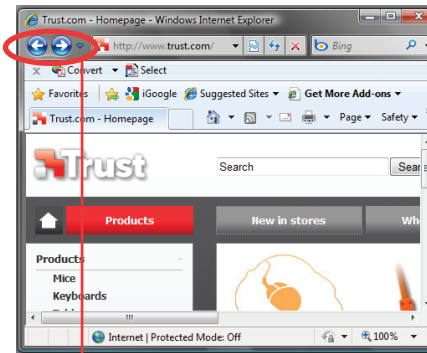 Trust.com - Homepage - Windows Internet Explorer
http://www.trust.com/ Bing
x Convert Select
Favorites iGoogle Suggested Sites Get More Add-ons
Trust.com - Homepage Page Safety
Trust
Search
Products New in stores
Products
Mice
Keyboards
Internet | Protected Mode: Off 100%